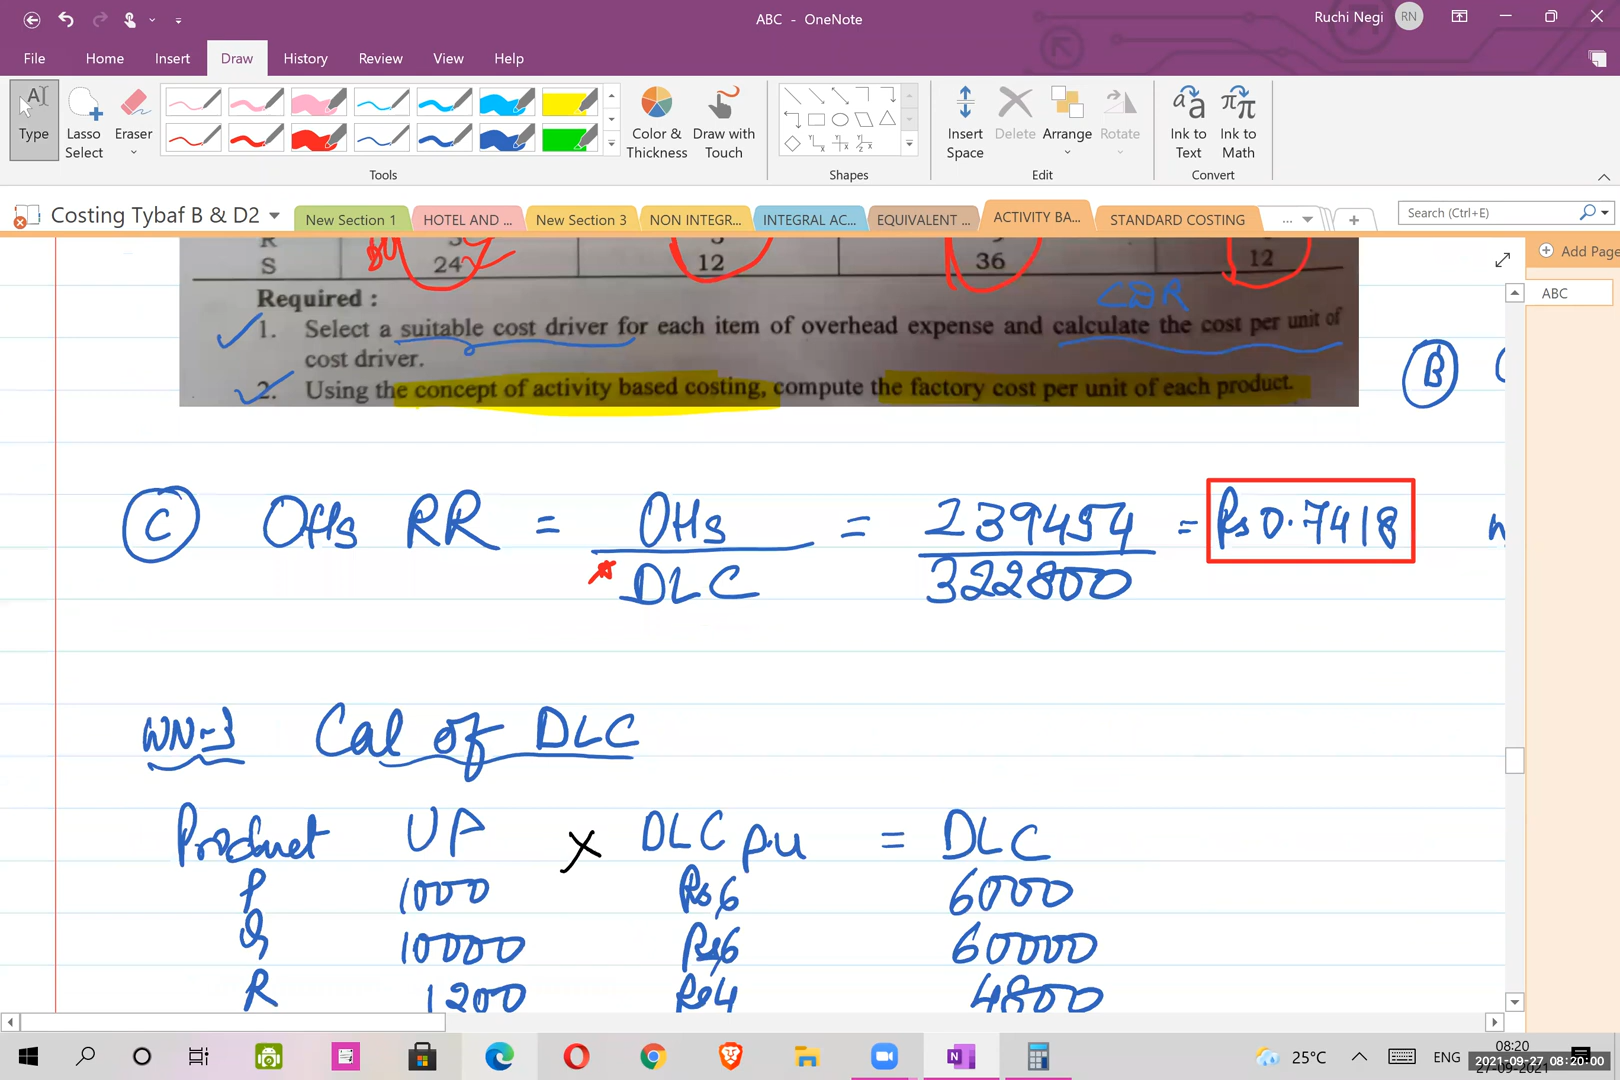 ABC - OneNote
Ruchi Negi
RN
File Home Insert Draw History Review View Help
Type
Lasso Select
Eraser
Color & Thickness
Draw with Touch
Insert Space
Delete
Arrange
Rotate
Ink to Text
Ink to Math
Tools
Shapes
Edit
Convert
Costing Tybaf B & D2
New Section 1
HOTEL AND ...
New Section 3
NON INTEGR...
INTEGRAL AC...
EQUIVALENT ...
ACTIVITY BA...
STANDARD COSTING
...
Search (Ctrl+E)
Add Page
ABC
R
S 24 12 36 12
Required :
CDR
1. Select a suitable cost driver for each item of overhead expense and calculate the cost per unit of
cost driver.
2. Using the concept of activity based costing, compute the factory cost per unit of each product.
B
C OHs RR = OHs / DLC = 239454 / 322800 = Rs 0.7418
WN-3 Cal of DLC
Product UP X DLC p.u = DLC
P 1000 Rs6 6000
Q 10000 Rs6 60000
R 1200 Rs4 4800
25°C
ENG
08:20
27-09-2021
2021-09-27 08:20:00